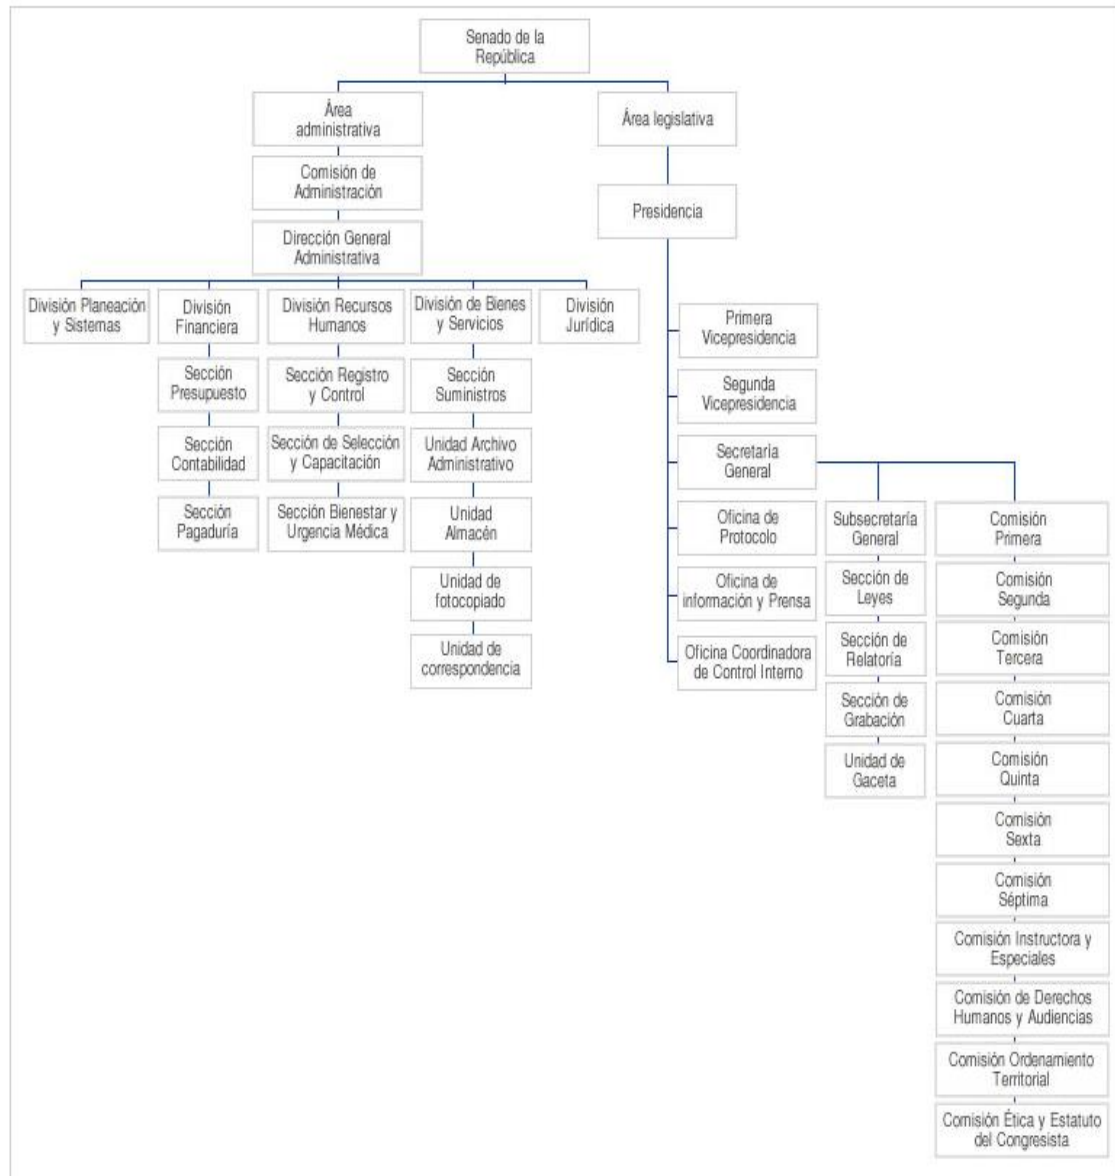 Senado de la
República
Área
administrativa
Área legislativa
Comisión de
Administración
Presidencia
Dirección General
Administrativa
División Planeación
y Sistemas
División
Financiera
División Recursos
Humanos
División de Bienes
y Servicios
División
Jurídica
Sección
Presupuesto
Sección
Contabilidad
Sección
Pagaduría
Sección Registro
y Control
Sección de Selección
y Capacitación
Sección Bienestar y
Urgencia Médica
Sección
Suministros
Unidad Archivo
Administrativo
Unidad
Almacén
Unidad de
fotocopiado
Unidad de
correspondencia
Primera
Vicepresidencia
Segunda
Vicepresidencia
Secretaría
General
Oficina de
Protocolo
Oficina de
información y Prensa
Oficina Coordinadora
de Control Interno
Subsecretaría
General
Sección de
Leyes
Sección de
Relatoría
Sección de
Grabación
Unidad de
Gaceta
Comisión
Primera
Comisión
Segunda
Comisión
Tercera
Comisión
Cuarta
Comisión
Quinta
Comisión
Sexta
Comisión
Séptima
Comisión Instructora y
Especiales
Comisión de Derechos
Humanos y Audiencias
Comisión Ordenamiento
Territorial
Comisión Ética y Estatuto
del Congresista